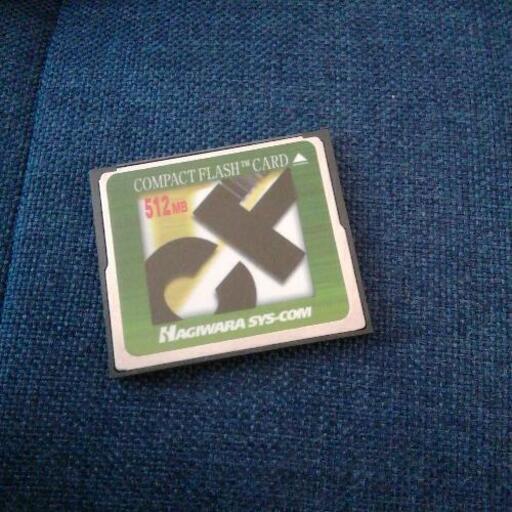 COMPACT FLASH™ CARD
512MB
CF
HAGIWARA SYS-COM